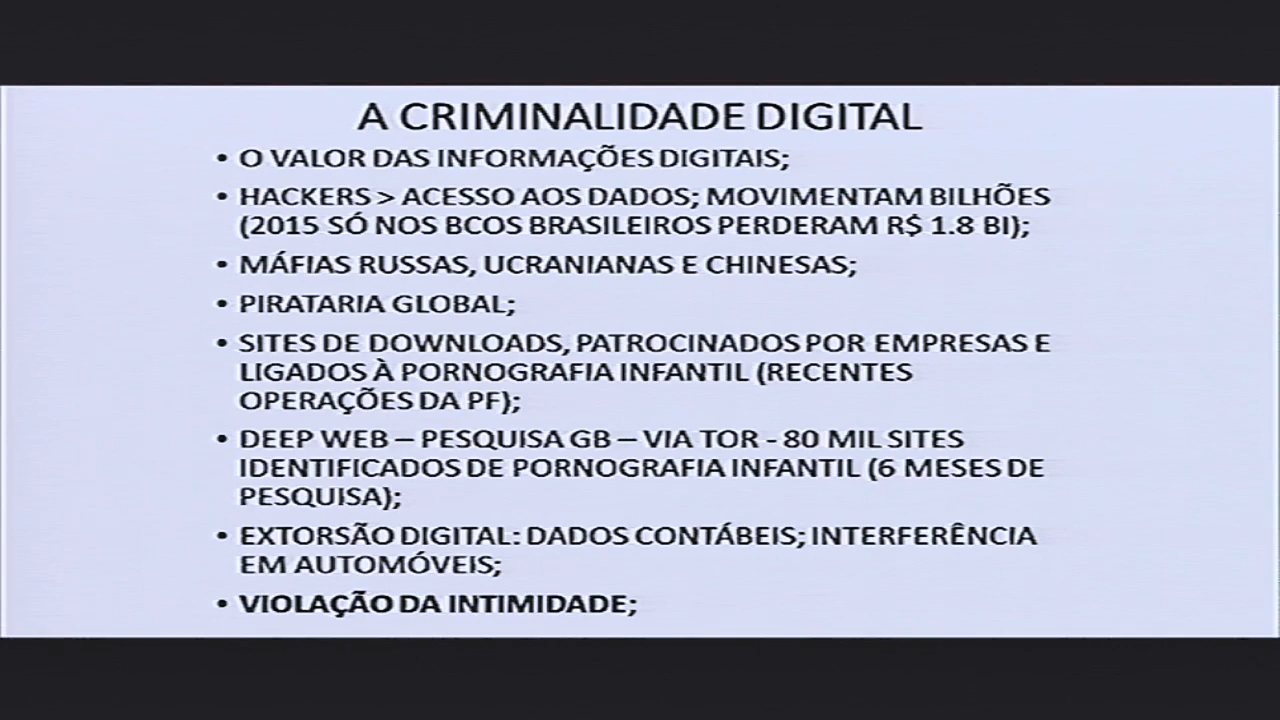 A CRIMINALIDADE DIGITAL
• O VALOR DAS INFORMAÇÕES DIGITAIS;
• HACKERS > ACESSO AOS DADOS; MOVIMENTAM BILHÕES
(2015 SÓ NOS BCOS BRASILEIROS PERDERAM R$ 1.8 BI);
• MÁFIAS RUSSAS, UCRANIANAS E CHINESAS;
• PIRATARIA GLOBAL;
• SITES DE DOWNLOADS, PATROCINADOS POR EMPRESAS E
LIGADOS À PORNOGRAFIA INFANTIL (RECENTES
OPERAÇÕES DA PF);
• DEEP WEB – PESQUISA GB – VIA TOR - 80 MIL SITES
IDENTIFICADOS DE PORNOGRAFIA INFANTIL (6 MESES DE
PESQUISA);
• EXTORSÃO DIGITAL: DADOS CONTÁBEIS; INTERFERÊNCIA
EM AUTOMÓVEIS;
• VIOLAÇÃO DA INTIMIDADE;